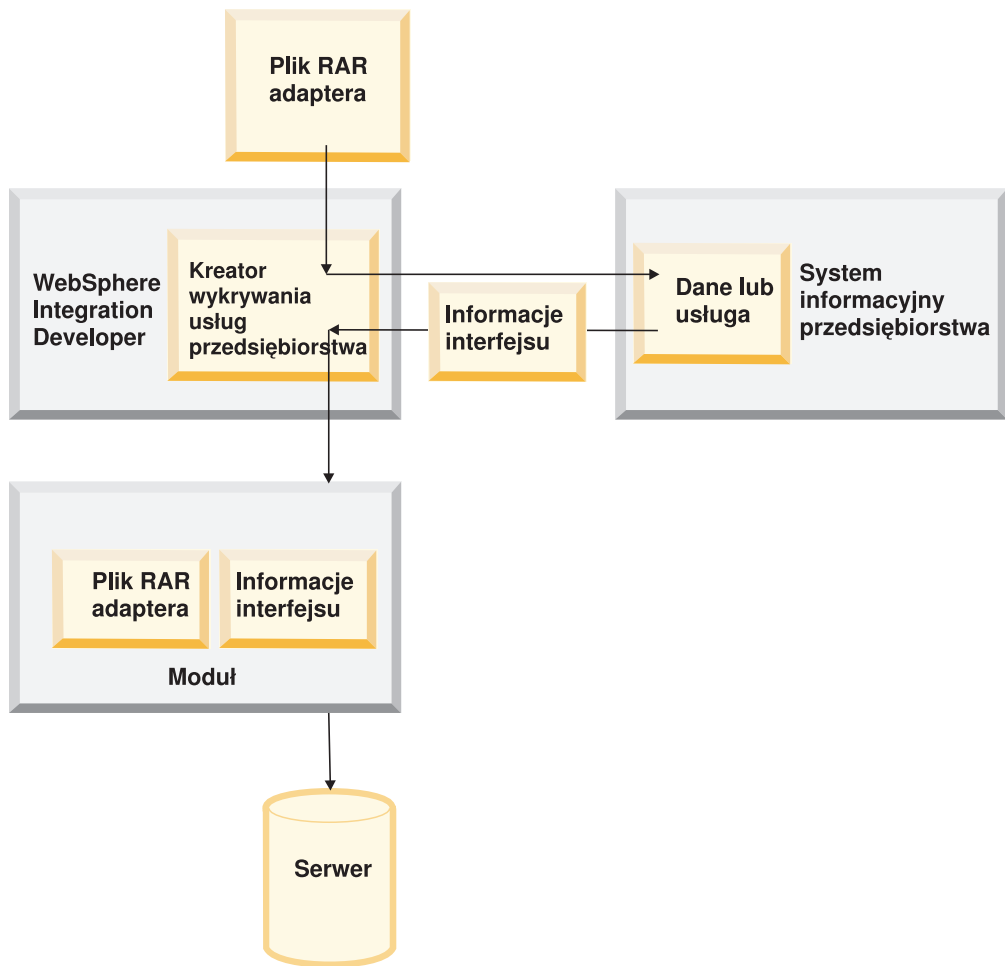 Plik RAR
adaptera
WebSphere
Integration
Developer
Kreator
wykrywania
usług
przedsiębiorstwa
Informacje
interfejsu
Dane lub
usługa
System
informacyjny
przedsiębiorstwa
Plik RAR
adaptera
Informacje
interfejsu
Moduł
Serwer